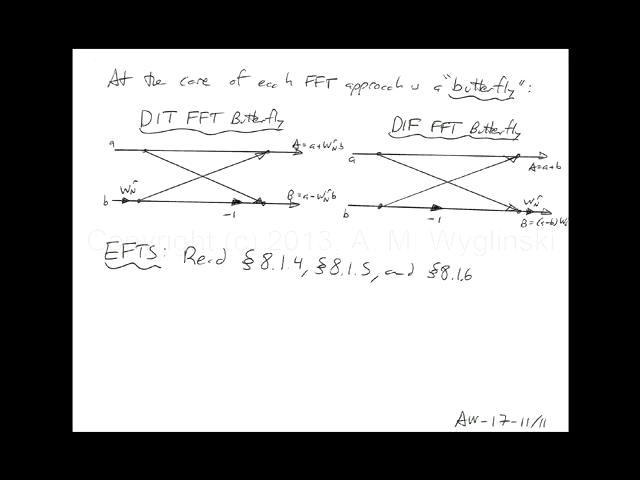 At the core of each FFT approach is a "butterfly":
DIT FFT Butterfly
DIF FFT Butterfly
a
A = a + W_N^r b
W_N^r
b
-1
B = a - W_N^r b
a
A = a + b
b
-1
W_N^r
B = (a-b) W_N
Copyright (c) 2013. A. M. Wyglinski
EFTS: Read § 8.1.4, § 8.1.5, and § 8.1.6
AW-17-11/11